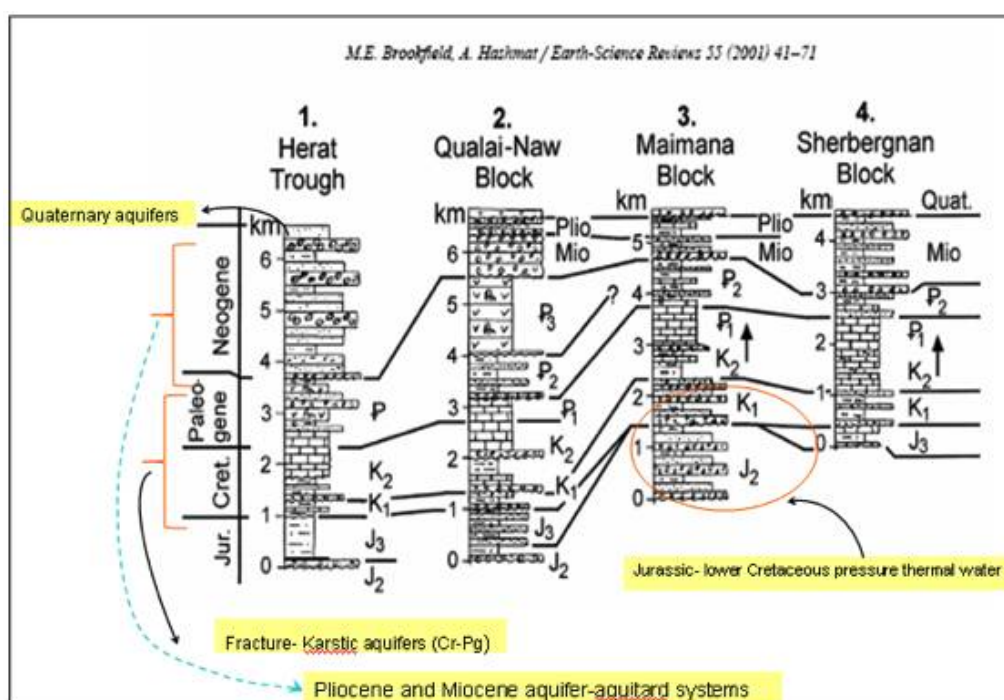 M.E. Brookfield, A. Hashmat / Earth-Science Reviews 55 (2001) 41–71
1.
Herat
Trough
2.
Qualai-Naw
Block
3.
Maimana
Block
4.
Sherbergnan
Block
Quaternary aquifers
km
6
5
4
3
2
1
0
Neogene
Paleo-
gene
Cret.
Jur.
P
K2
K1
J3
J2
km
6
5
4
3
2
1
0
Plio
Mio
P3
?
P2
P1
K2
K1
J2
km
5
4
3
2
1
0
P2
P1
K2
K1
J2
km
4
3
2
1
0
Quat.
Mio
P2
P1
K2
K1
J3
Jurassic- lower Cretaceous pressure thermal water
Fracture- Karstic aquifers (Cr-Pg)
Pliocene and Miocene aquifer-aquitard systems